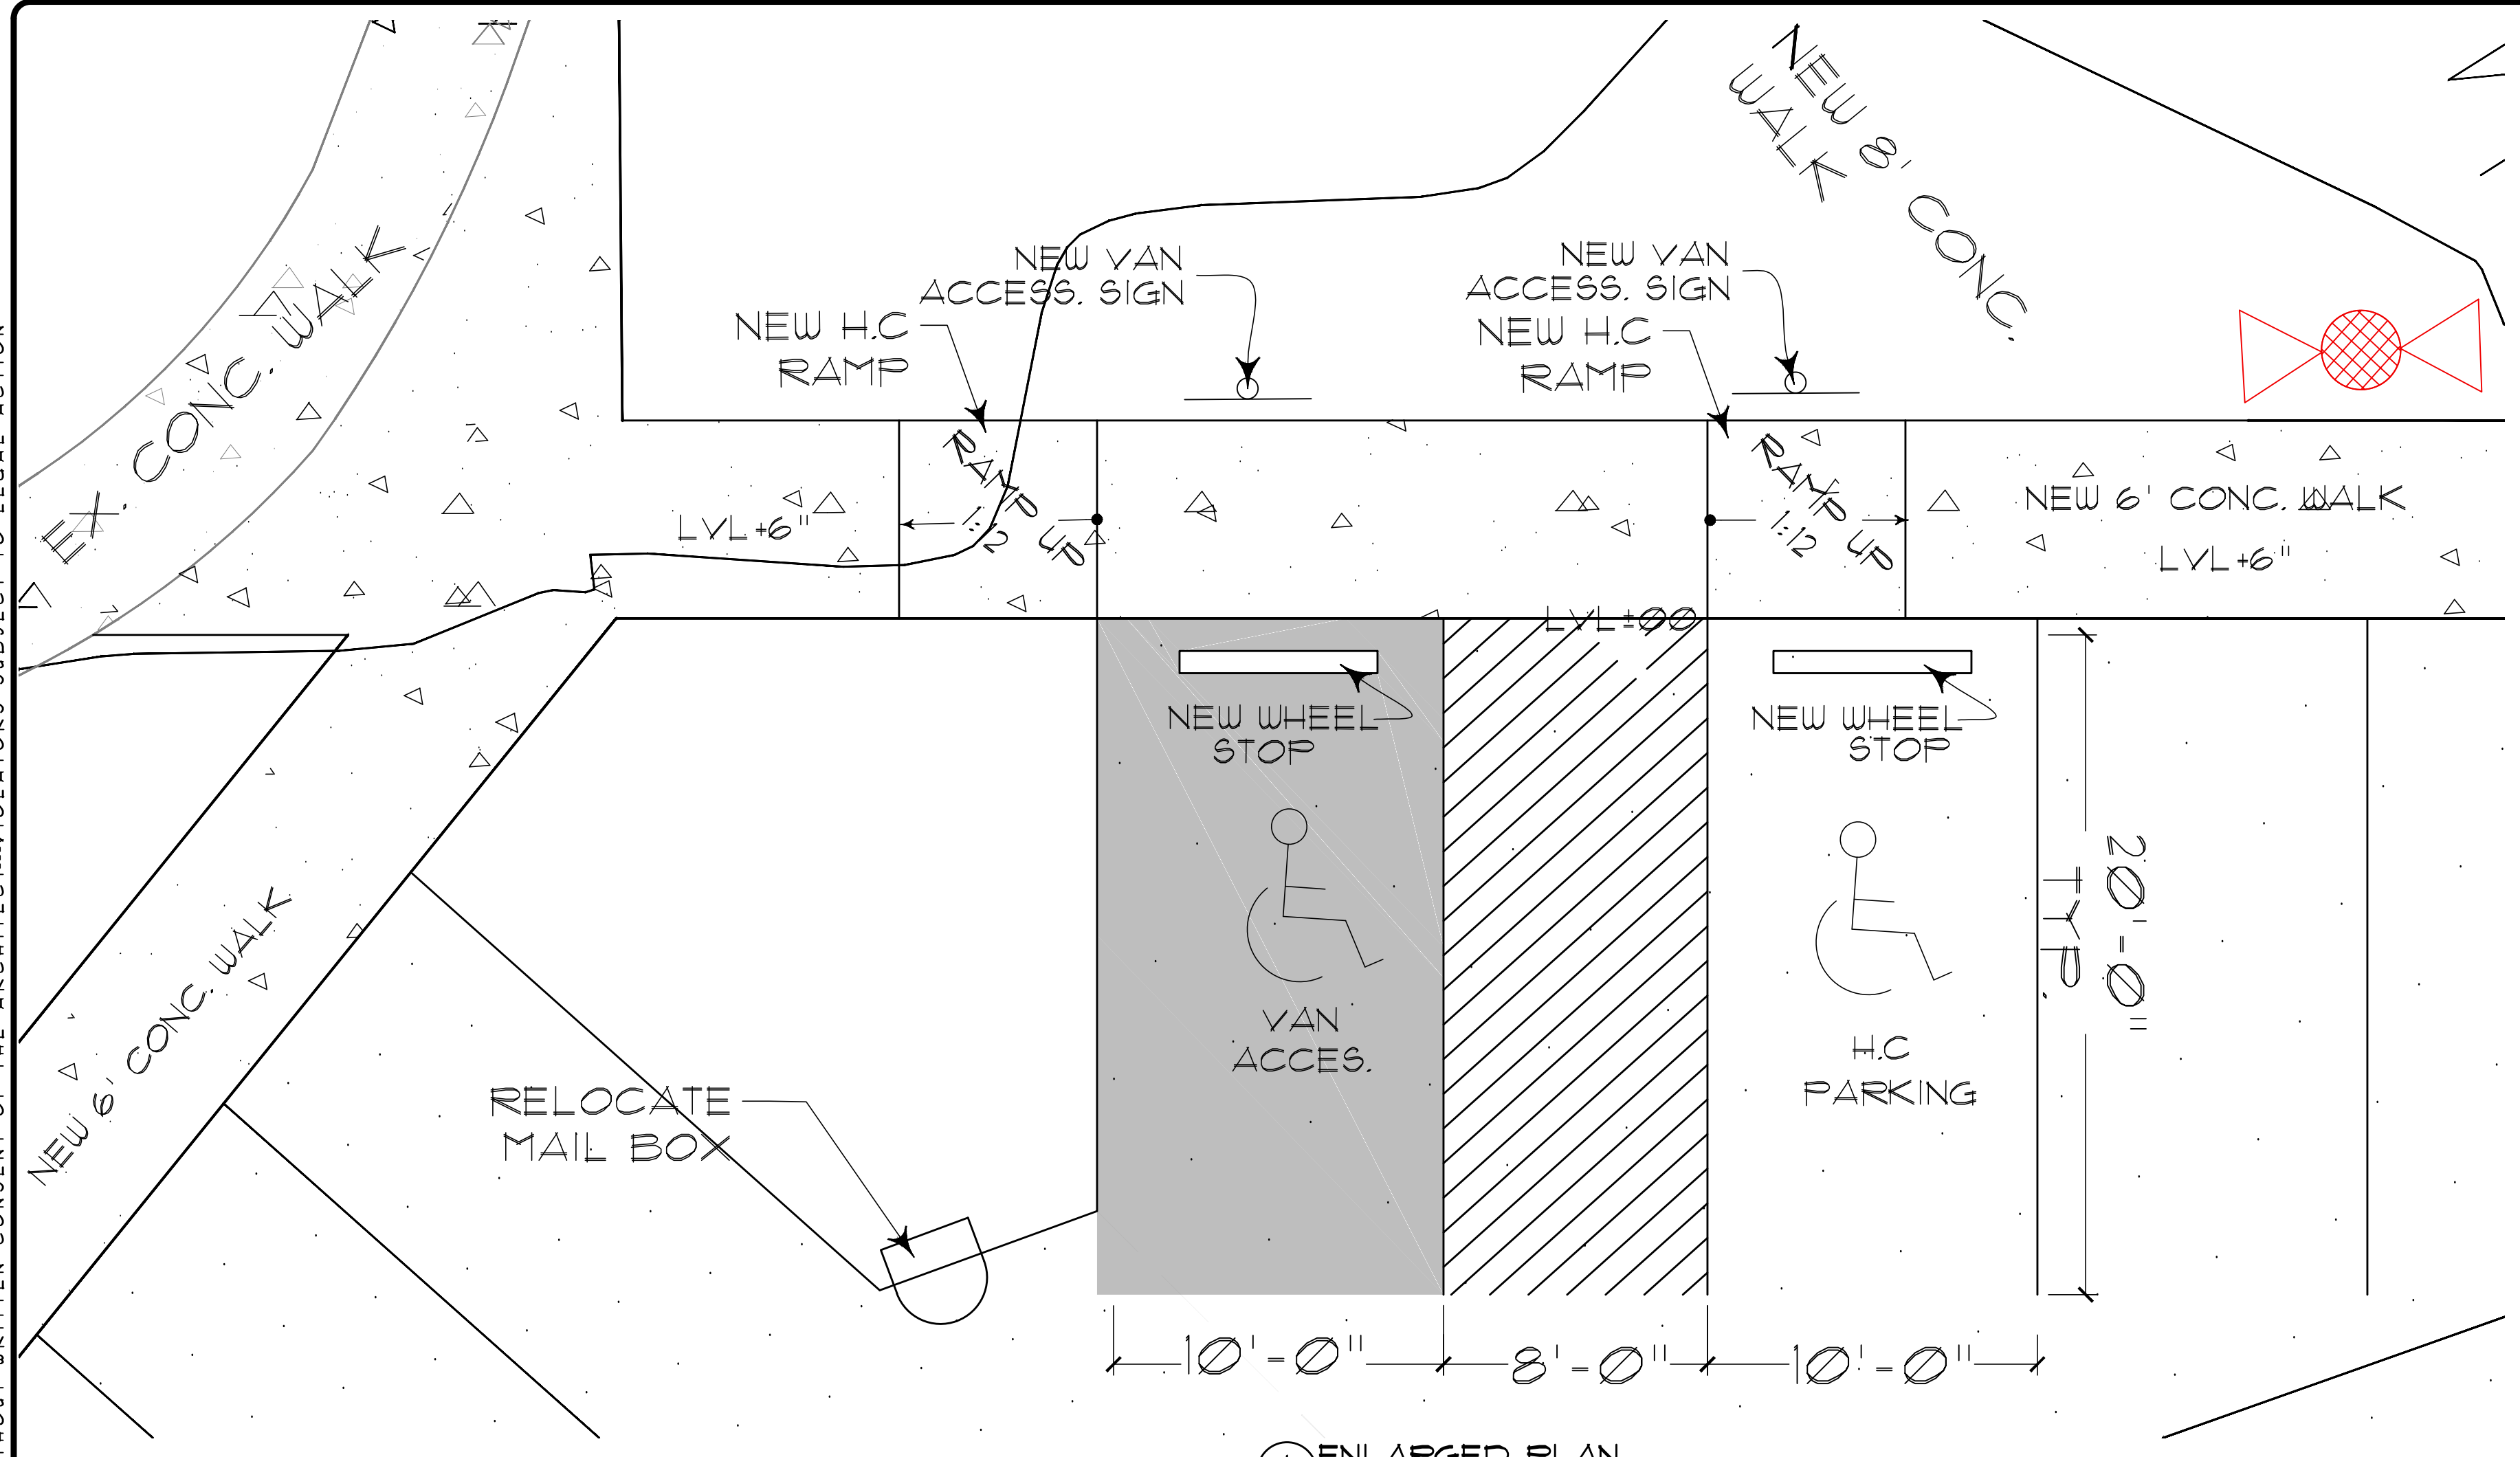 NEW 8' CONC.
WALK
EX. CONC. WALK
NEW VAN
ACCESS. SIGN
NEW H.C
RAMP
NEW VAN
ACCESS. SIGN
NEW H.C
RAMP
LVL +6"
RAMP
1:12
UP
RAMP
1:12
UP
NEW 6' CONC. WALK
LVL +6"
LVL ±00
NEW WHEEL
STOP
NEW WHEEL
STOP
20'-0"
TYP.
NEW 6' CONC. WALK
VAN
ACCES.
H.C
PARKING
RELOCATE
MAIL BOX
10'-0"
8'-0"
10'-0"
ENLARGED PLAN